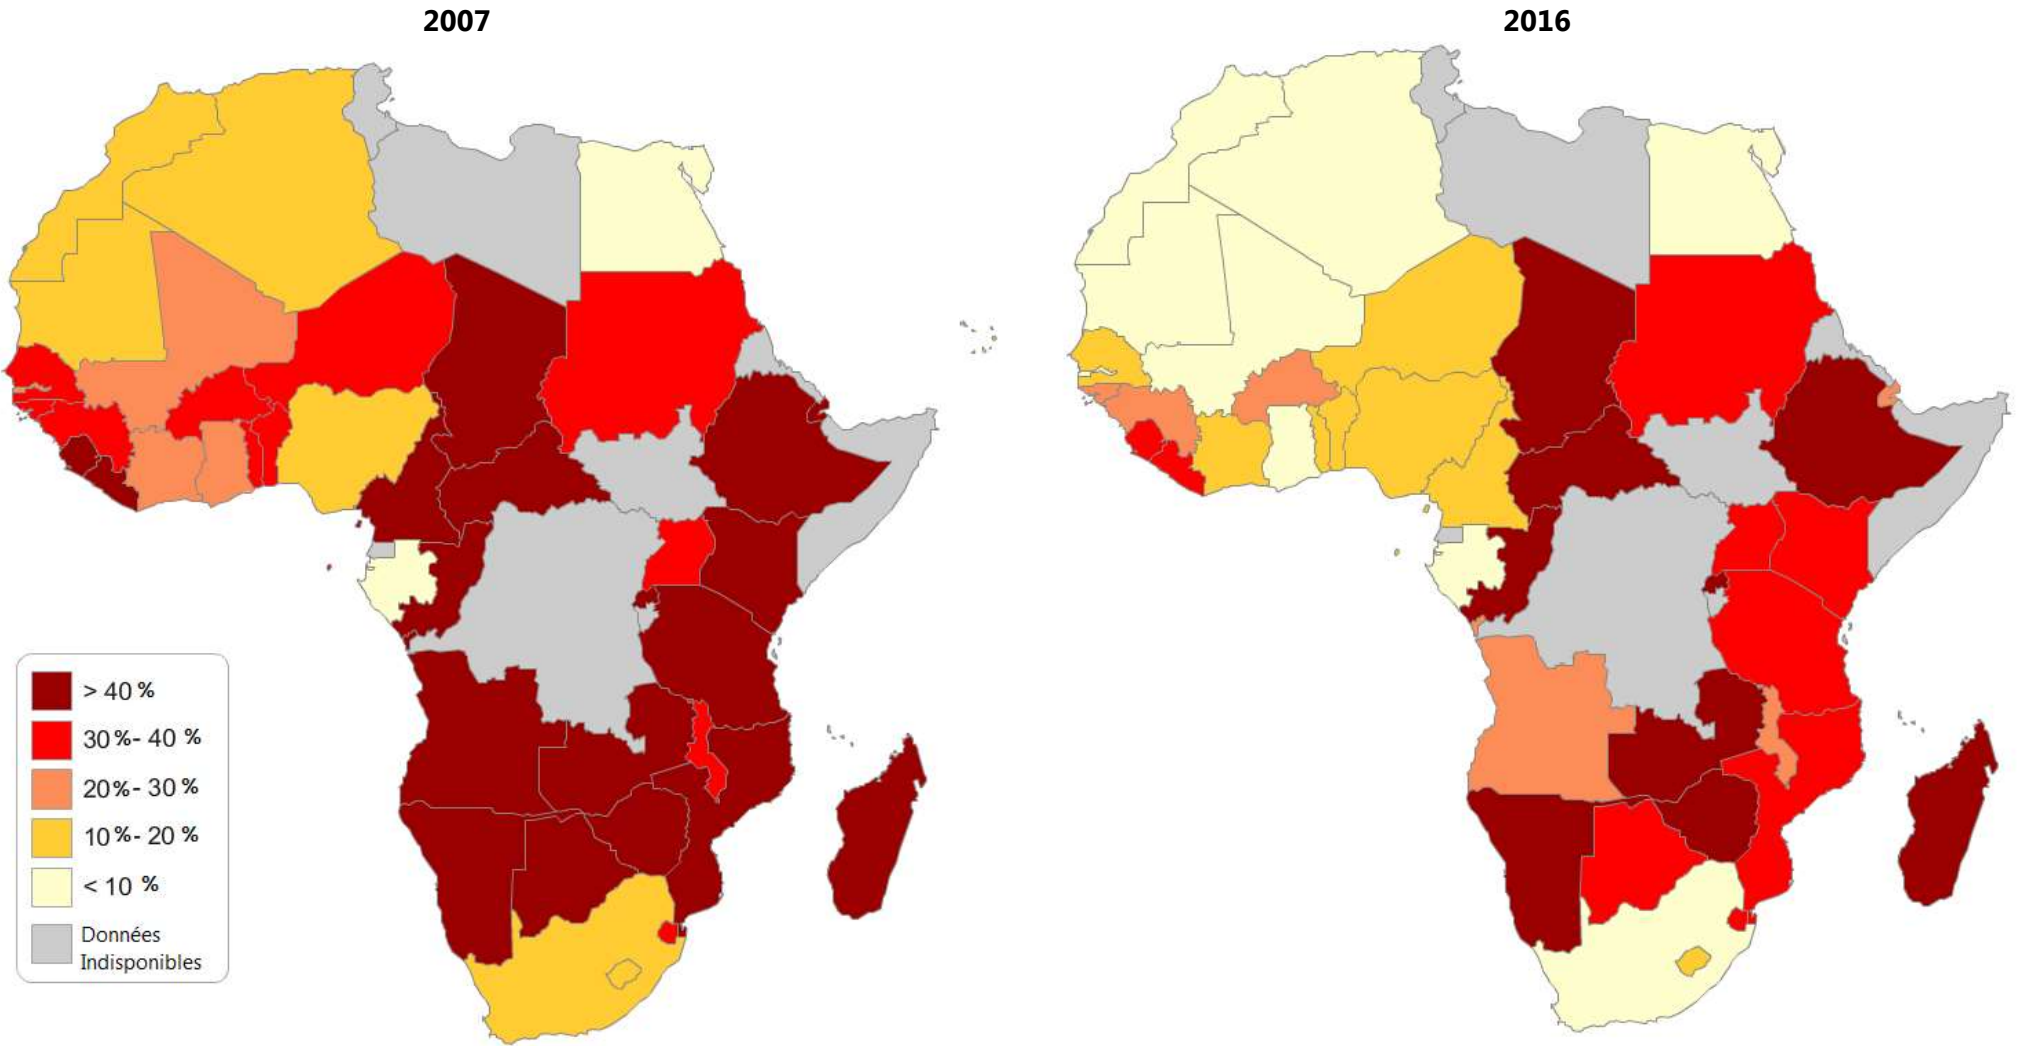 2007
2016
> 40 %
30 %- 40 %
20 %- 30 %
10 %- 20 %
< 10 %
Données
Indisponibles